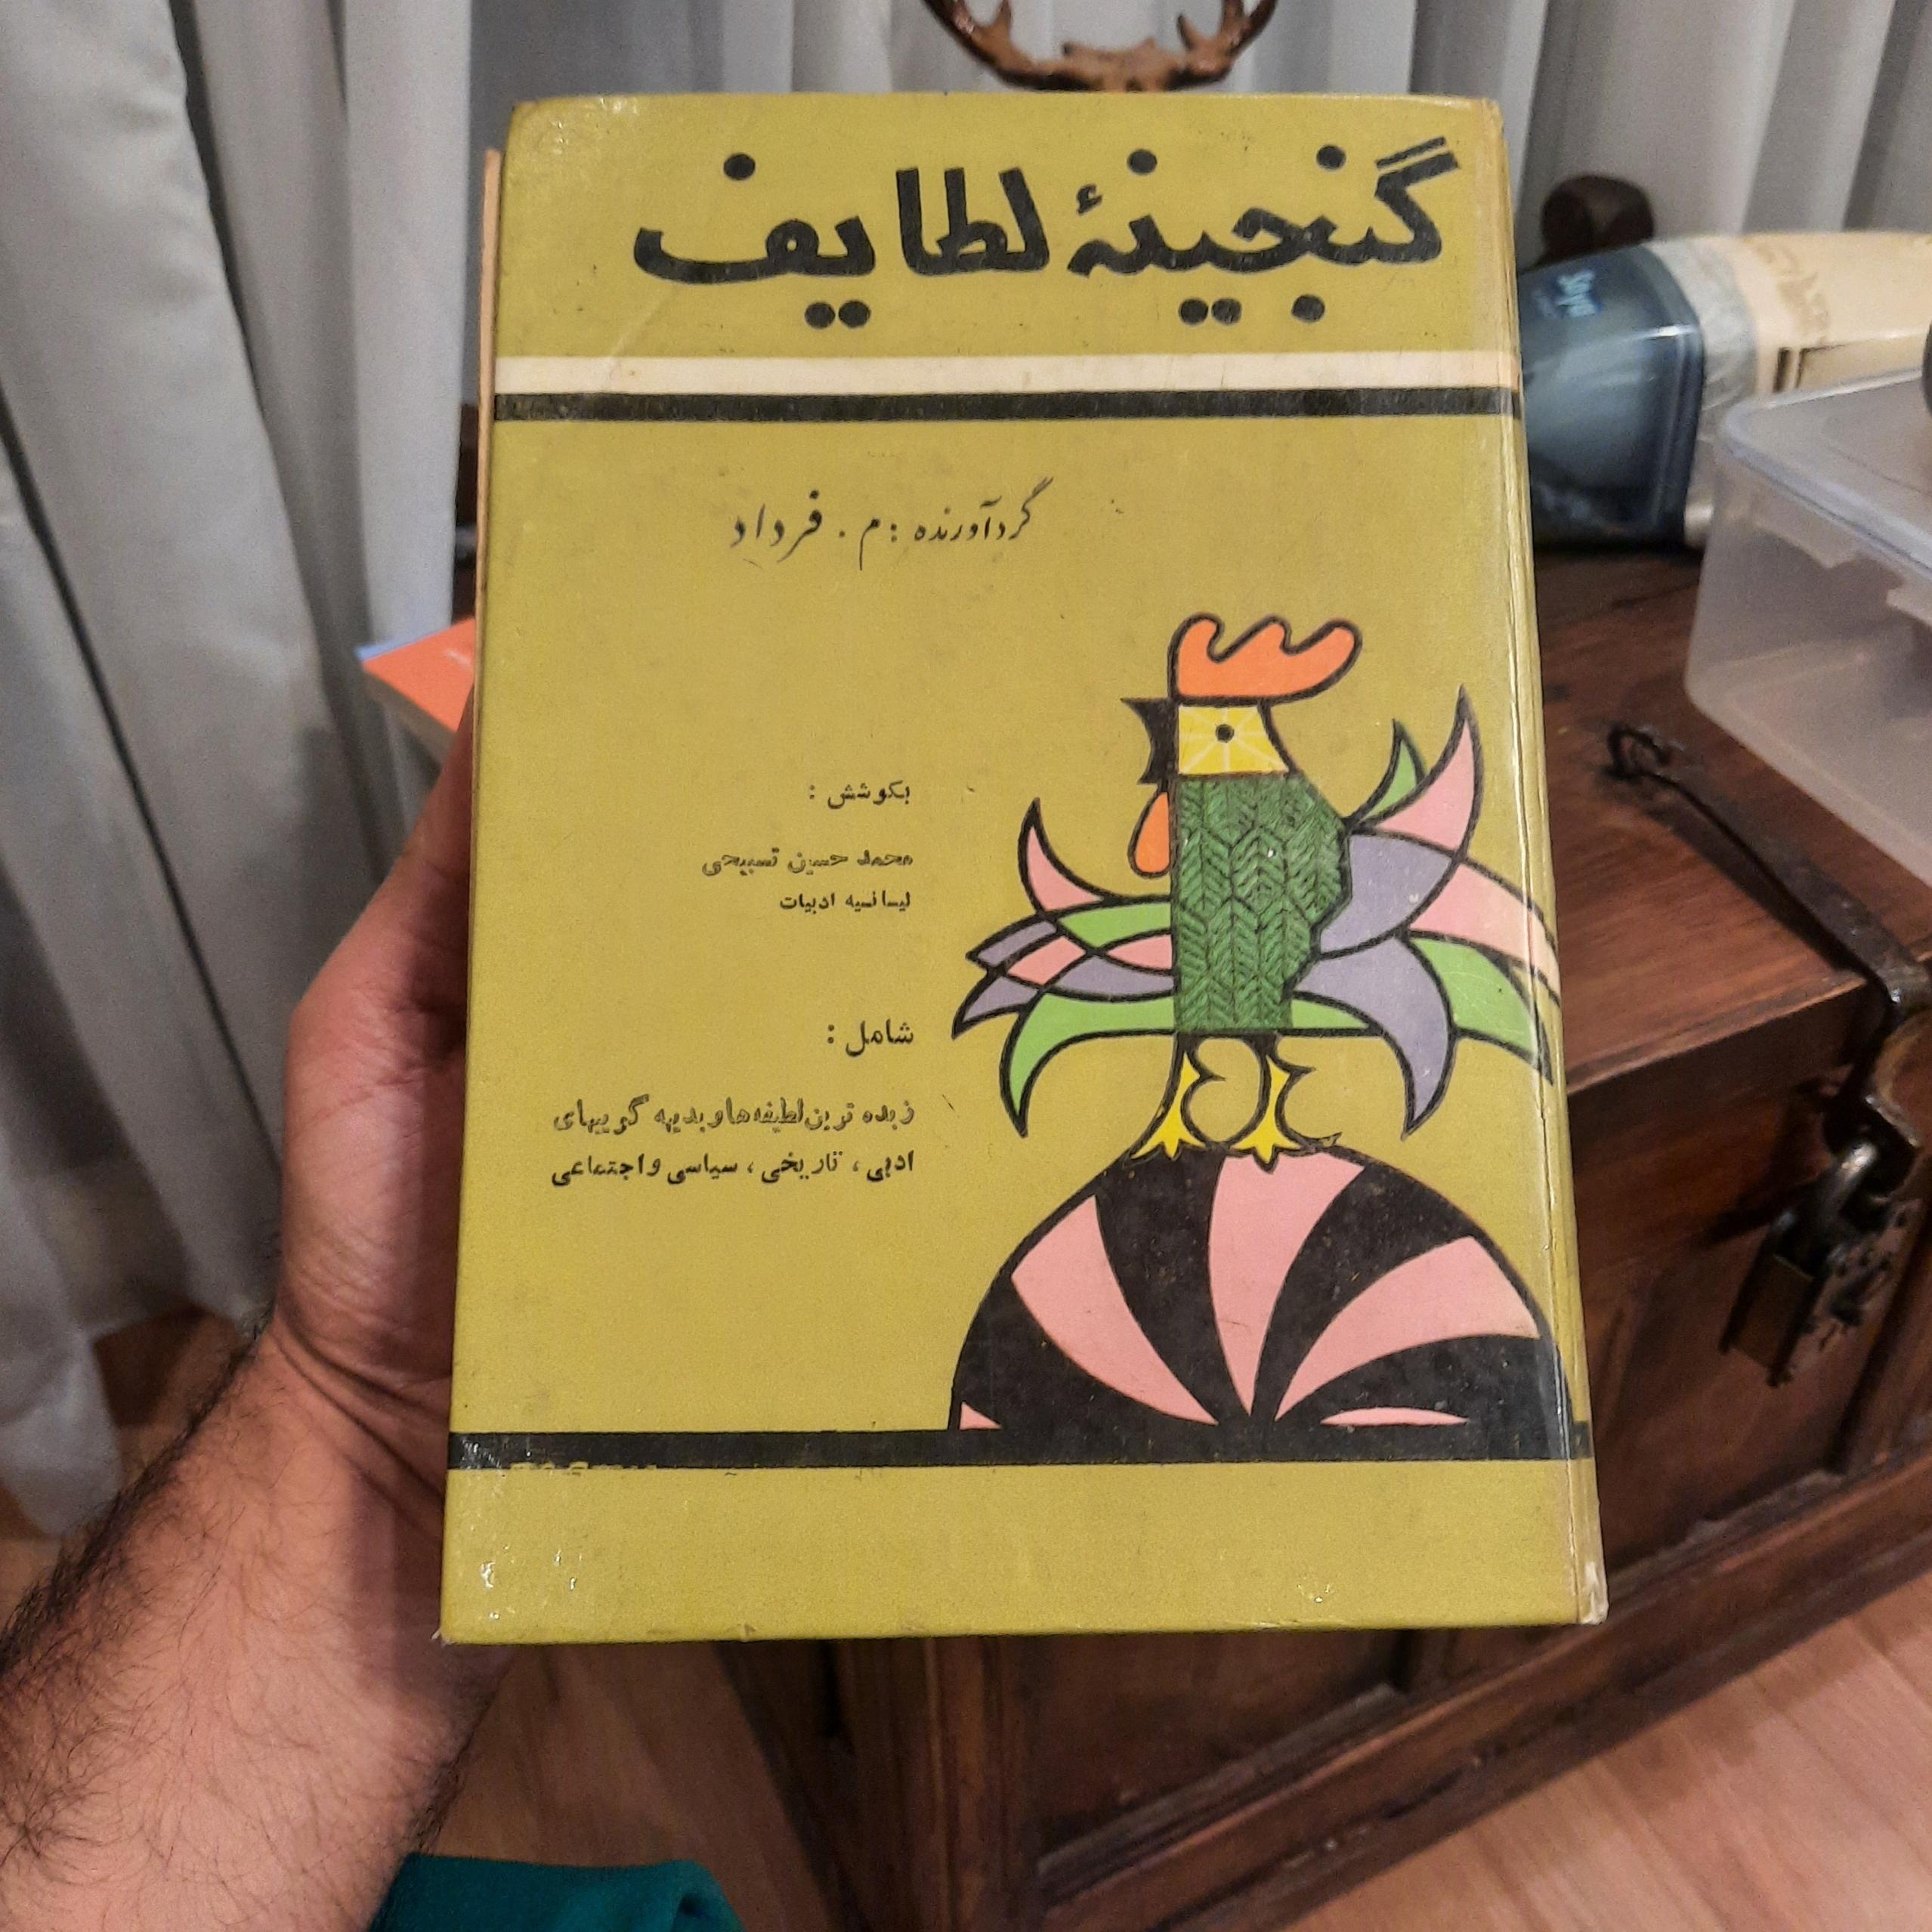 گنجینهٔ لطایف
گردآورنده : م . فرداد
بکوشش :
محمد حسین تسبیحی
لیسانسیه ادبیات
شامل :
زبده ترین لطیفه ها و بدیهه گوییهای
ادبی ، تاریخی ، سیاسی و اجتماعی